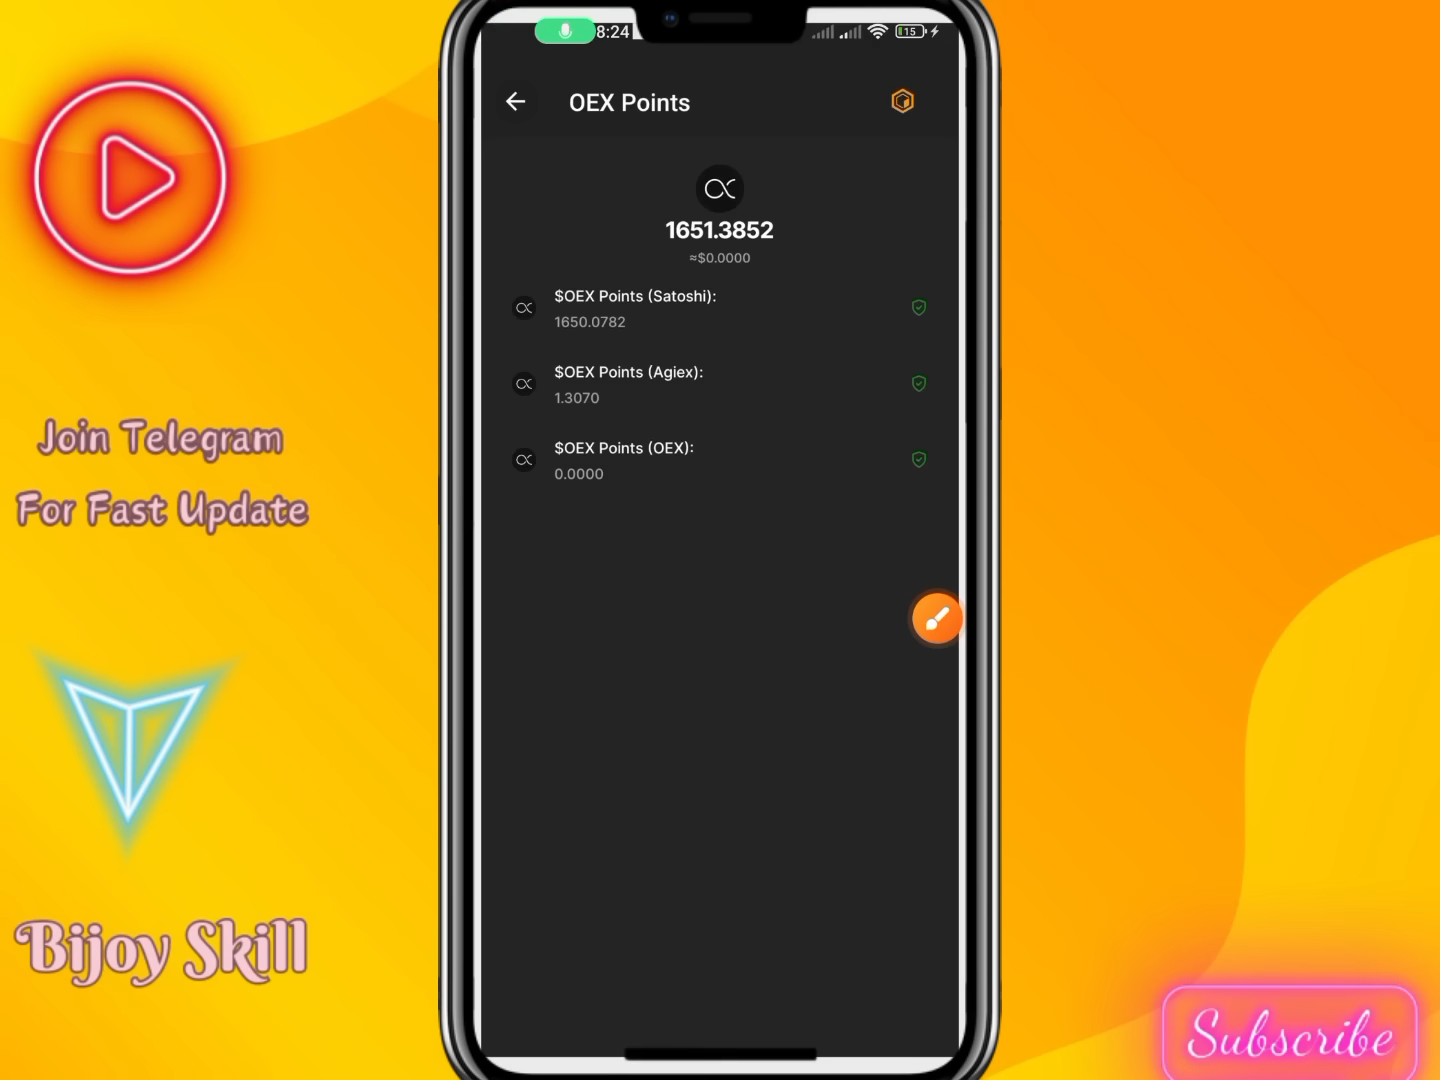 8:24
15
OEX Points
1651.3852
≈$0.0000
$OEX Points (Satoshi):
1650.0782
$OEX Points (Agiex):
1.3070
$OEX Points (OEX):
0.0000
Join Telegram
For Fast Update
Bijoy Skill
Subscribe